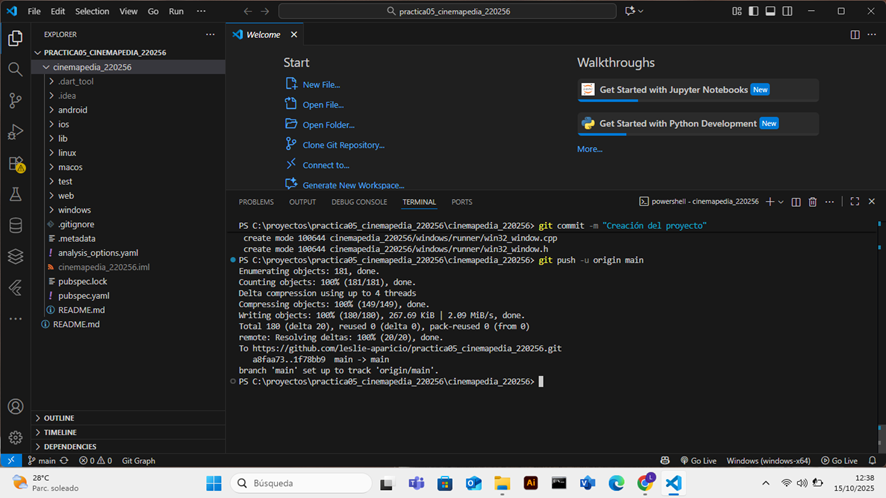 File Edit Selection View Go Run ···
practica05_cinemapedia_220256
EXPLORER ···
PRACTICA05_CINEMAPEDIA_220256
cinemapedia_220256
.dart_tool
.idea
android
ios
lib
linux
macos
test
web
windows
.gitignore
.metadata
analysis_options.yaml
cinemapedia_220256.iml
pubspec.lock
pubspec.yaml
README.md
README.md
OUTLINE
TIMELINE
DEPENDENCIES
Welcome
Start
New File...
Open File...
Open Folder...
Clone Git Repository...
Connect to...
Generate New Workspace...
Walkthroughs
Get Started with Jupyter Notebooks New
Get Started with Python Development New
More...
PROBLEMS OUTPUT DEBUG CONSOLE TERMINAL PORTS
powershell - cinemapedia_220256
PS C:\proyectos\practica05_cinemapedia_220256\cinemapedia_220256> git commit -m "Creación del proyecto"
create mode 100644 cinemapedia_220256/windows/runner/win32_window.cpp
create mode 100644 cinemapedia_220256/windows/runner/win32_window.h
PS C:\proyectos\practica05_cinemapedia_220256\cinemapedia_220256> git push -u origin main
Enumerating objects: 181, done.
Counting objects: 100% (181/181), done.
Delta compression using up to 4 threads
Compressing objects: 100% (149/149), done.
Writing objects: 100% (180/180), 267.69 KiB | 2.09 MiB/s, done.
Total 180 (delta 20), reused 0 (delta 0), pack-reused 0 (from 0)
remote: Resolving deltas: 100% (20/20), done.
To https://github.com/leslie-aparicio/practica05_cinemapedia_220256.git
a8faa73..1f78bb9 main -> main
branch 'main' set up to track 'origin/main'.
PS C:\proyectos\practica05_cinemapedia_220256\cinemapedia_220256>
main 0 0 Git Graph
Go Live Windows (windows-x64) Go Live
28°C
Parc. soleado
Búsqueda
12:38
15/10/2025